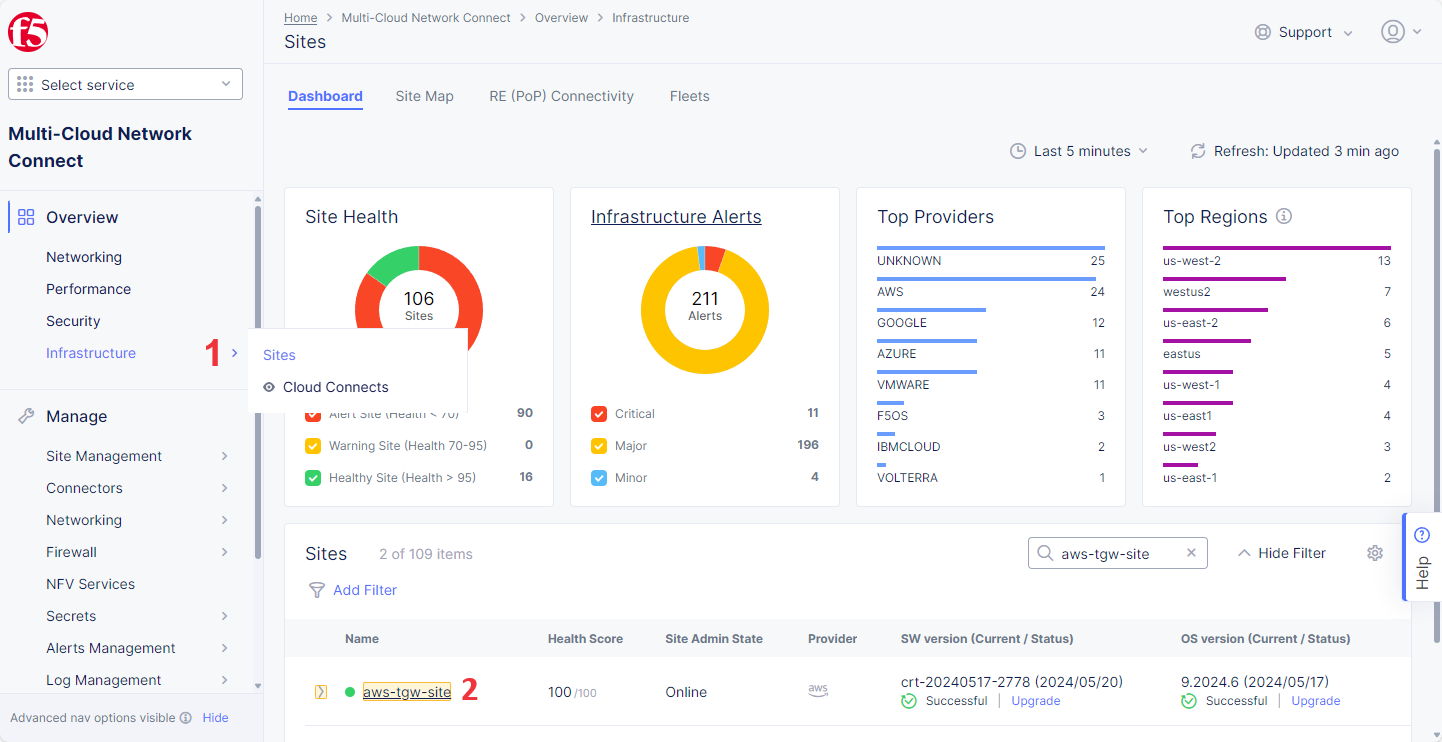 f5
Select service
Multi-Cloud Network
Connect
Overview
Networking
Performance
Security
Infrastructure
1
Sites
Cloud Connects
Manage
Site Management
Connectors
Networking
Firewall
NFV Services
Secrets
Alerts Management
Log Management
Advanced nav options visible Hide
Home > Multi-Cloud Network Connect > Overview > Infrastructure
Sites
Support
Dashboard Site Map RE (PoP) Connectivity Fleets
Last 5 minutes Refresh: Updated 3 min ago
Site Health
106
Sites
Alert Site (Health < 70) 90
Warning Site (Health 70-95) 0
Healthy Site (Health > 95) 16
Infrastructure Alerts
211
Alerts
Critical 11
Major 196
Minor 4
Top Providers
UNKNOWN 25
AWS 24
GOOGLE 12
AZURE 11
VMWARE 11
F5OS 3
IBMCLOUD 2
VOLTERRA 1
Top Regions
us-west-2 13
westus2 7
us-east-2 6
eastus 5
us-west-1 4
us-east1 4
us-west2 3
us-east-1 2
Help
Sites 2 of 109 items aws-tgw-site Hide Filter
Add Filter
Name Health Score Site Admin State Provider SW version (Current / Status) OS version (Current / Status)
aws-tgw-site 2 100 /100 Online aws crt-20240517-2778 (2024/05/20) 9.2024.6 (2024/05/17)
Successful | Upgrade Successful | Upgrade